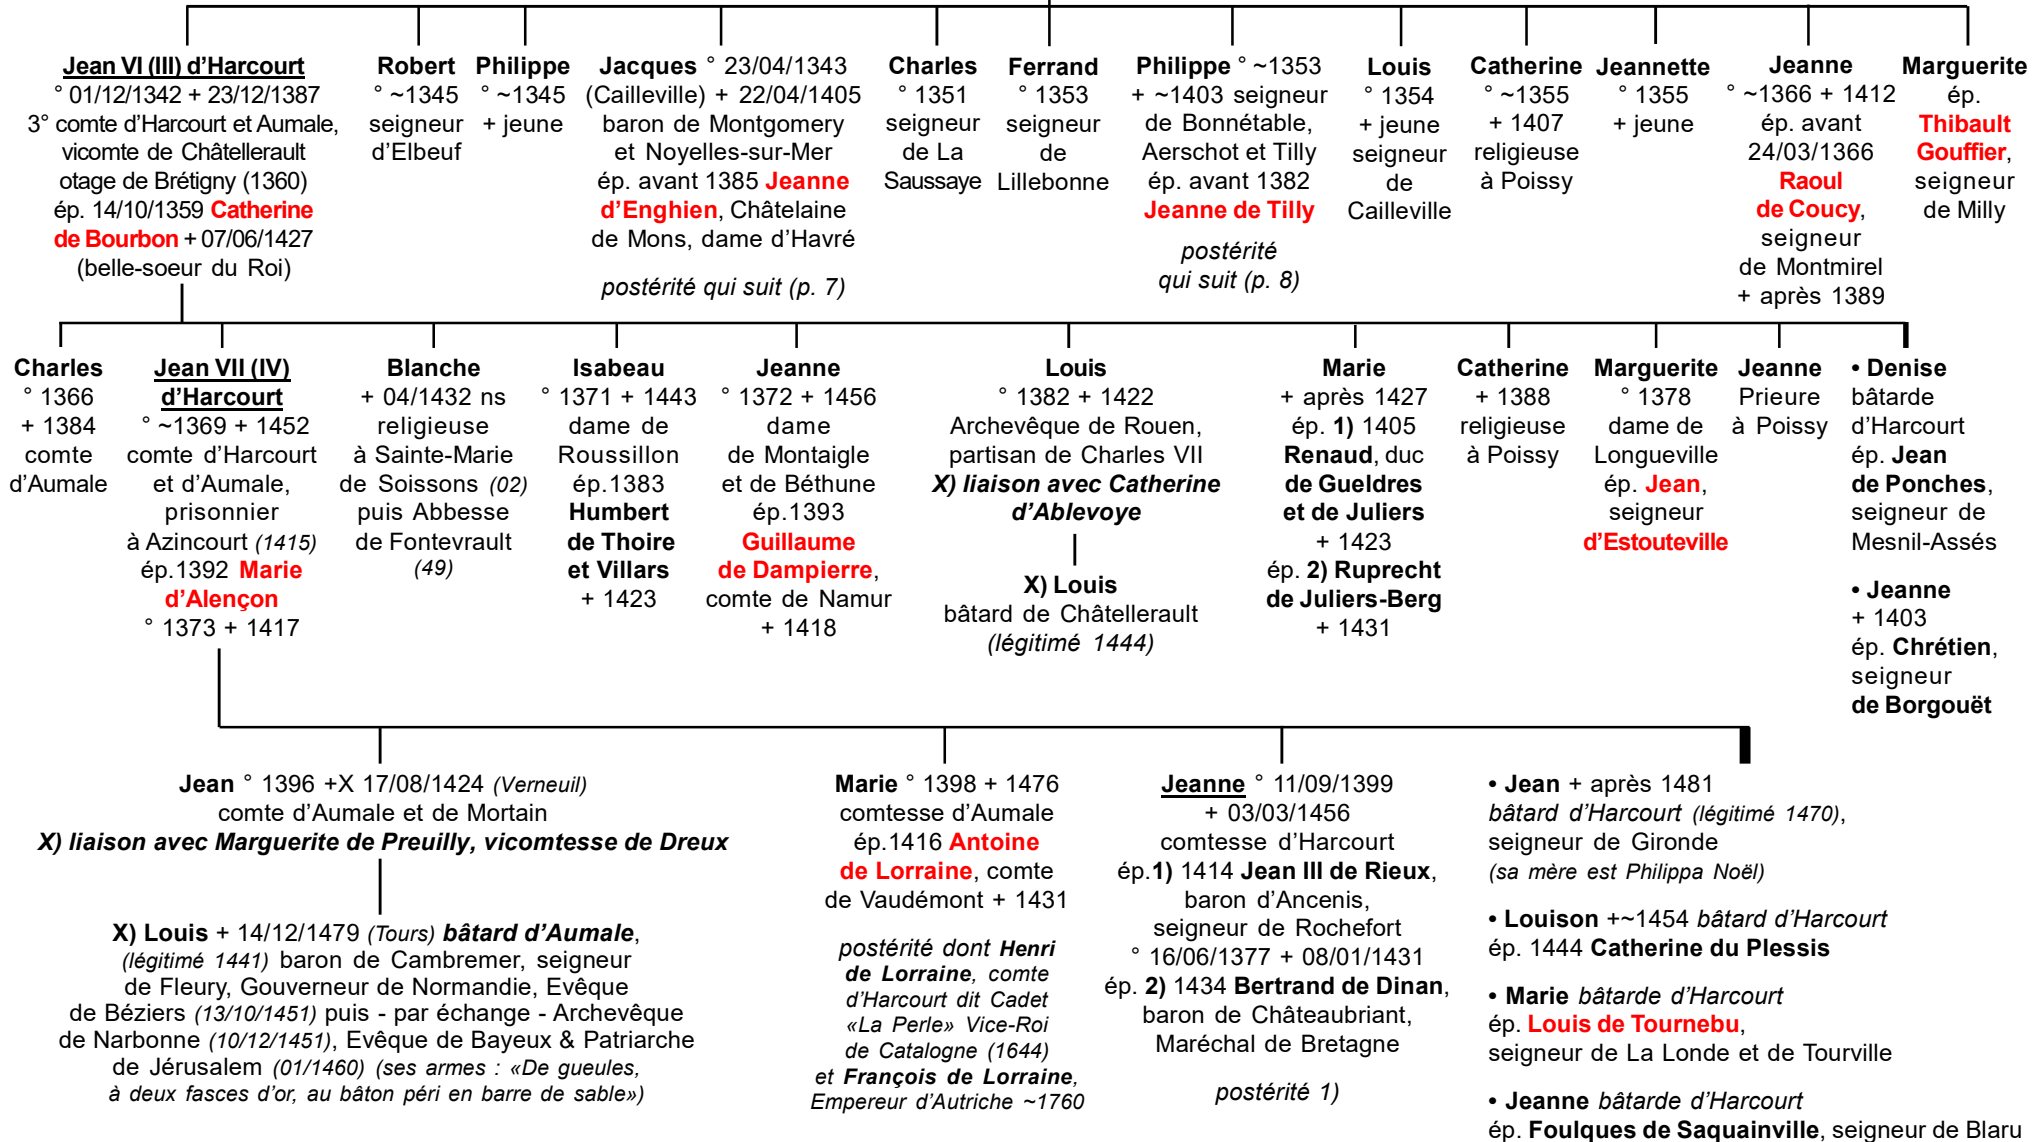 Jean VI (III) d’Harcourt
° 01/12/1342 + 23/12/1387
3° comte d’Harcourt et Aumale,
vicomte de Châtellerault
otage de Brétigny (1360)
ép. 14/10/1359 Catherine
de Bourbon + 07/06/1427
(belle-soeur du Roi)
Robert
° ~1345
seigneur
d’Elbeuf
Philippe
° ~1345
+ jeune
Jacques ° 23/04/1343
(Cailleville) + 22/04/1405
baron de Montgomery
et Noyelles-sur-Mer
ép. avant 1385 Jeanne
d’Enghien, Châtelaine
de Mons, dame d’Havré
postérité qui suit (p. 7)
Charles
° 1351
seigneur
de La
Saussaye
Ferrand
° 1353
seigneur
de
Lillebonne
Philippe ° ~1353
+ ~1403 seigneur
de Bonnétable,
Aerschot et Tilly
ép. avant 1382
Jeanne de Tilly
postérité
qui suit (p. 8)
Louis
° 1354
+ jeune
seigneur
de
Cailleville
Catherine
° ~1355
+ 1407
religieuse
à Poissy
Jeannette
° 1355
+ jeune
Jeanne
° ~1366 + 1412
ép. avant
24/03/1366
Raoul
de Coucy,
seigneur
de Montmirel
+ après 1389
Marguerite
ép.
Thibault
Gouffier,
seigneur
de Milly
Charles
° 1366
+ 1384
comte
d’Aumale
Jean VII (IV)
d’Harcourt
° ~1369 + 1452
comte d’Harcourt
et d’Aumale,
prisonnier
à Azincourt (1415)
ép.1392 Marie
d’Alençon
° 1373 + 1417
Blanche
+ 04/1432 ns
religieuse
à Sainte-Marie
de Soissons (02)
puis Abbesse
de Fontevrault
(49)
Isabeau
° 1371 + 1443
dame de
Roussillon
ép.1383
Humbert
de Thoire
et Villars
+ 1423
Jeanne
° 1372 + 1456
dame
de Montaigle
et de Béthune
ép.1393
Guillaume
de Dampierre,
comte de Namur
+ 1418
Louis
° 1382 + 1422
Archevêque de Rouen,
partisan de Charles VII
X) liaison avec Catherine
d’Ablevoye
X) Louis
bâtard de Châtellerault
(légitimé 1444)
Marie
+ après 1427
ép. 1) 1405
Renaud, duc
de Gueldres
et de Juliers
+ 1423
ép. 2) Ruprecht
de Juliers-Berg
+ 1431
Catherine
+ 1388
religieuse
à Poissy
Marguerite
° 1378
dame de
Longueville
ép. Jean,
seigneur
d’Estouteville
Jeanne
Prieure
à Poissy
• Denise
bâtarde
d’Harcourt
ép. Jean
de Ponches,
seigneur de
Mesnil-Assés
• Jeanne
+ 1403
ép. Chrétien,
seigneur
de Borgouët
Jean ° 1396 +X 17/08/1424 (Verneuil)
comte d’Aumale et de Mortain
X) liaison avec Marguerite de Preuilly, vicomtesse de Dreux
X) Louis + 14/12/1479 (Tours) bâtard d’Aumale,
(légitimé 1441) baron de Cambremer, seigneur
de Fleury, Gouverneur de Normandie, Evêque
de Béziers (13/10/1451) puis - par échange - Archevêque
de Narbonne (10/12/1451), Evêque de Bayeux & Patriarche
de Jérusalem (01/1460) (ses armes : «De gueules,
à deux fasces d’or, au bâton péri en barre de sable»)
Marie ° 1398 + 1476
comtesse d’Aumale
ép.1416 Antoine
de Lorraine, comte
de Vaudémont + 1431
postérité dont Henri
de Lorraine, comte
d’Harcourt dit Cadet
«La Perle» Vice-Roi
de Catalogne (1644)
et François de Lorraine,
Empereur d’Autriche ~1760
Jeanne ° 11/09/1399
+ 03/03/1456
comtesse d’Harcourt
ép.1) 1414 Jean III de Rieux,
baron d’Ancenis,
seigneur de Rochefort
° 16/06/1377 + 08/01/1431
ép. 2) 1434 Bertrand de Dinan,
baron de Châteaubriant,
Maréchal de Bretagne
postérité 1)
• Jean + après 1481
bâtard d’Harcourt (légitimé 1470),
seigneur de Gironde
(sa mère est Philippa Noël)
• Louison +~1454 bâtard d’Harcourt
ép. 1444 Catherine du Plessis
• Marie bâtarde d’Harcourt
ép. Louis de Tournebu,
seigneur de La Londe et de Tourville
• Jeanne bâtarde d’Harcourt
ép. Foulques de Saquainville, seigneur de Blaru